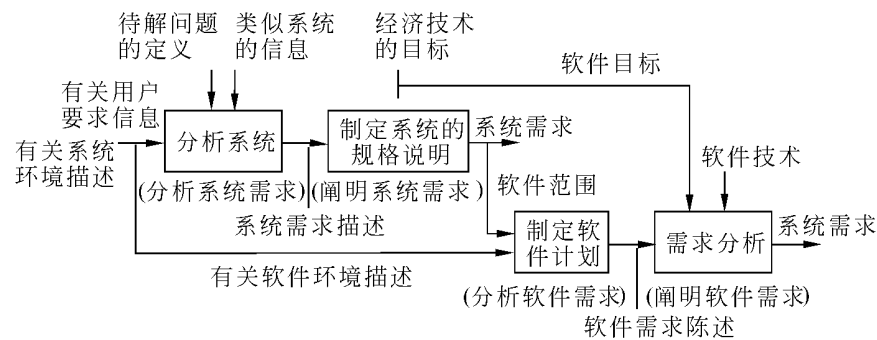 待解问题
的定义
类似系统
的信息
经济技术
的目标
软件目标
有关用户
要求信息
有关系统
环境描述
分析系统
制定系统的
规格说明
系统需求
软件技术
(分析系统需求)
(阐明系统需求)
软件范围
系统需求描述
制定软
件计划
需求分析
系统需求
有关软件环境描述
(分析软件需求)
(阐明软件需求)
软件需求陈述